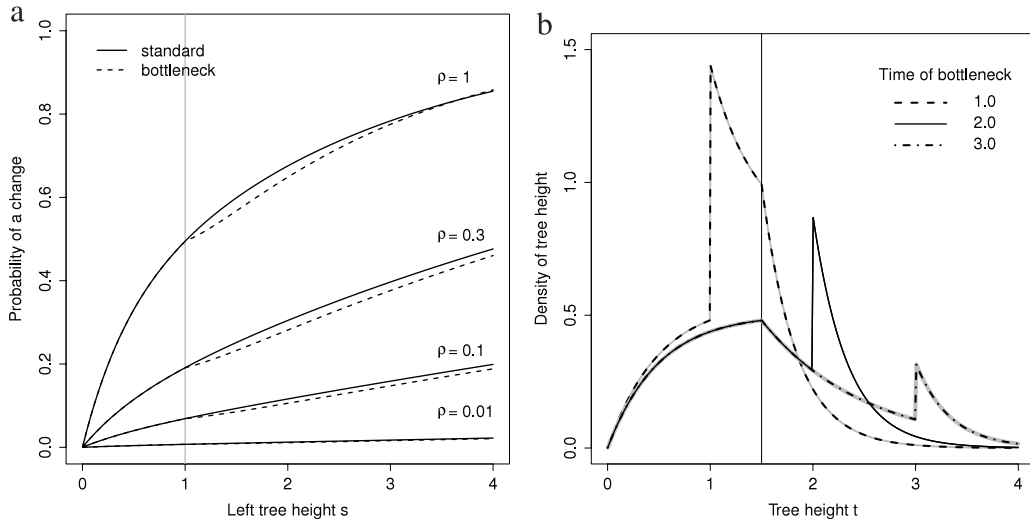 a
Probability of a change
1.0
0.8
0.6
0.4
0.2
0.0
standard
bottleneck
ρ = 1
ρ = 0.3
ρ = 0.1
ρ = 0.01
0 1 2 3 4
Left tree height s
b
Density of tree height
1.5
1.0
0.5
0.0
Time of bottleneck
1.0
2.0
3.0
0 1 2 3 4
Tree height t